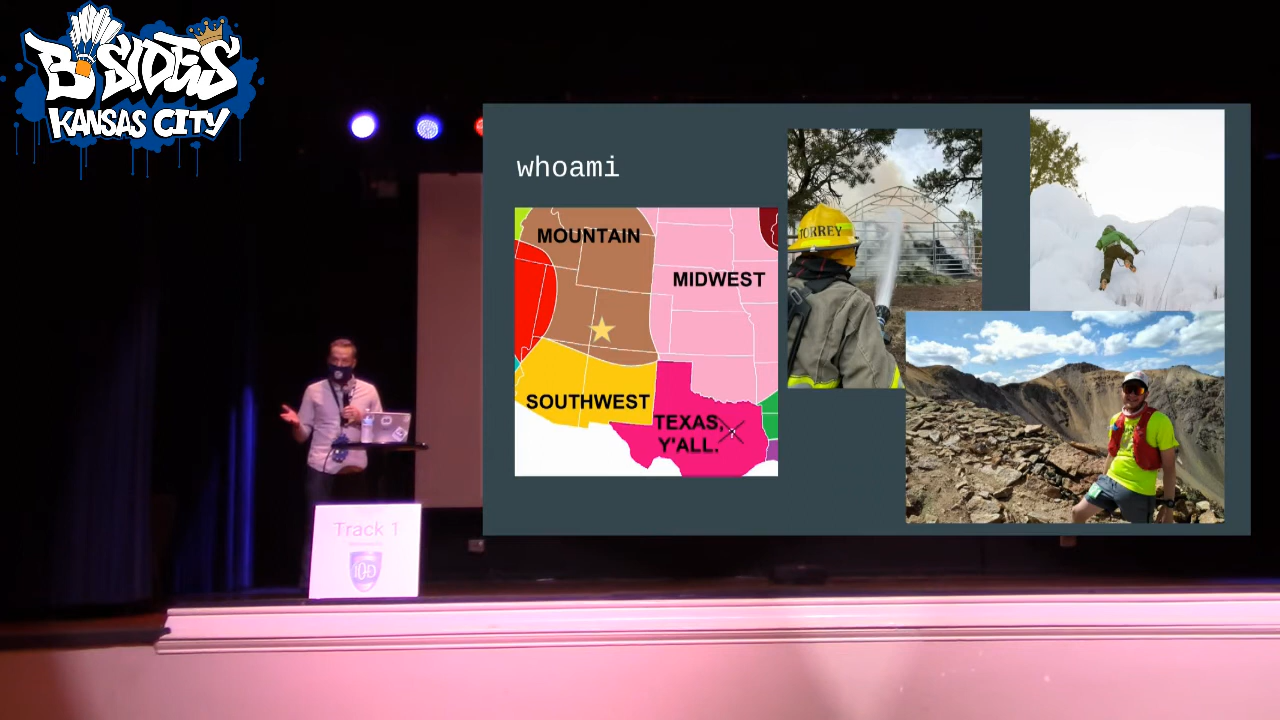 B·SIDES
KANSAS CITY
whoami
MOUNTAIN
MIDWEST
SOUTHWEST
TEXAS,
Y'ALL.
TORREY
Track 1